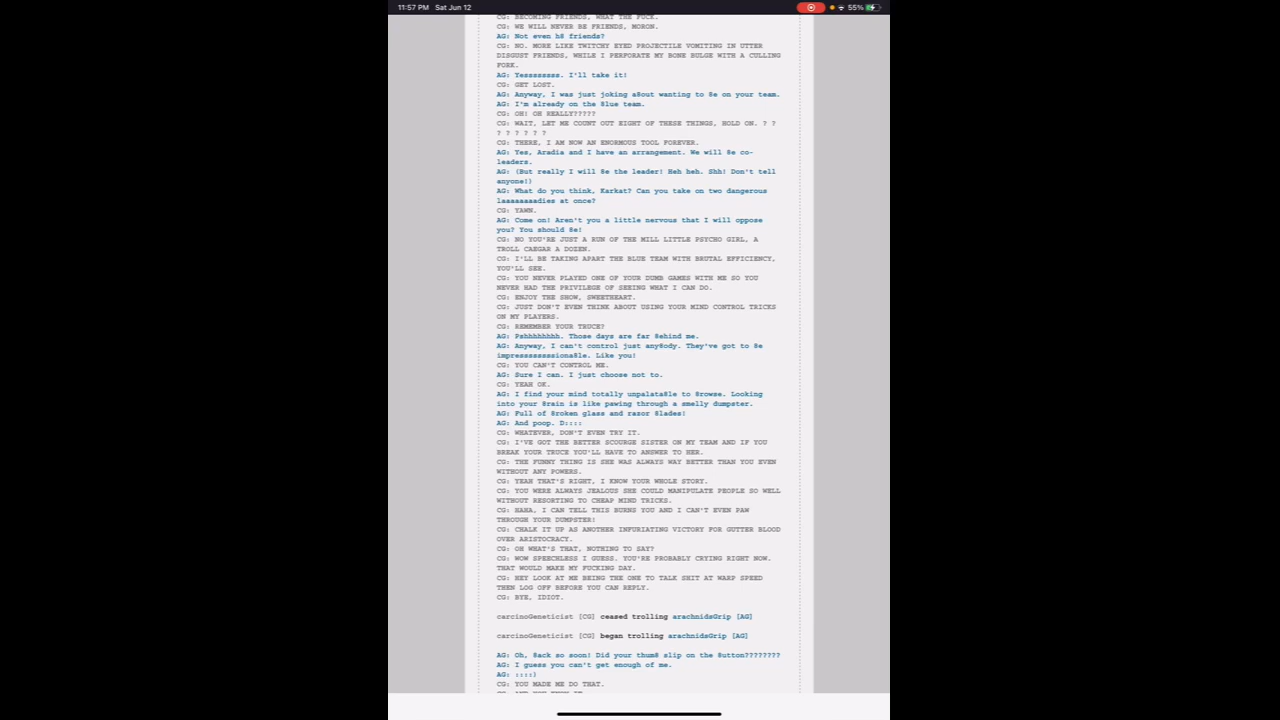 11:57 PM Sat Jun 12
55%
CG: BECOMING FRIENDS, WHAT THE FUCK.
CG: WE WILL NEVER BE FRIENDS, MORON.
AG: Not even h8 friends?
CG: NO. MORE LIKE TWITCHY EYED PROJECTILE VOMITING IN UTTER
DISGUST FRIENDS, WHILE I PERFORATE MY BONE BULGE WITH A CULLING
FORK.
AG: Yessssssss. I'll take it!
CG: GET LOST.
AG: Anyway, I was just joking a8out wanting to 8e on your team.
AG: I'm already on the 8lue team.
CG: OH! OH REALLY?????
CG: WAIT, LET ME COUNT OUT EIGHT OF THESE THINGS, HOLD ON. ? ?
? ? ? ? ? ?
CG: THERE, I AM NOW AN ENORMOUS TOOL FOREVER.
AG: Yes, Aradia and I have an arrangement. We will 8e co-
leaders.
AG: (But really I will 8e the leader! Heh heh. Shh! Don't tell
anyone!)
AG: What do you think, Karkat? Can you take on two dangerous
laaaaaaaadies at once?
CG: YAWN.
AG: Come on! Aren't you a little nervous that I will oppose
you? You should 8e!
CG: NO YOU'RE JUST A RUN OF THE MILL LITTLE PSYCHO GIRL, A
TROLL CAEGAR A DOZEN.
CG: I'LL BE TAKING APART THE BLUE TEAM WITH BRUTAL EFFICIENCY,
YOU'LL SEE.
CG: YOU NEVER PLAYED ONE OF YOUR DUMB GAMES WITH ME SO YOU
NEVER HAD THE PRIVILEGE OF SEEING WHAT I CAN DO.
CG: ENJOY THE SHOW, SWEETHEART.
CG: JUST DON'T EVEN THINK ABOUT USING YOUR MIND CONTROL TRICKS
ON MY PLAYERS.
CG: REMEMBER YOUR TRUCE?
AG: Pshhhhhhhh. Those days are far 8ehind me.
AG: Anyway, I can't control just any8ody. They've got to 8e
impressssssssiona8le. Like you!
CG: YOU CAN'T CONTROL ME.
AG: Sure I can. I just choose not to.
CG: YEAH OK.
AG: I find your mind totally unpalata8le to 8rowse. Looking
into your 8rain is like pawing through a smelly dumpster.
AG: Full of 8roken glass and razor 8lades!
AG: And poop. D::::
CG: WHATEVER, DON'T EVEN TRY IT.
CG: I'VE GOT THE BETTER SCOURGE SISTER ON MY TEAM AND IF YOU
BREAK YOUR TRUCE YOU'LL HAVE TO ANSWER TO HER.
CG: THE FUNNY THING IS SHE WAS ALWAYS WAY BETTER THAN YOU EVEN
WITHOUT ANY POWERS.
CG: YEAH THAT'S RIGHT, I KNOW YOUR WHOLE STORY.
CG: YOU WERE ALWAYS JEALOUS SHE COULD MANIPULATE PEOPLE SO WELL
WITHOUT RESORTING TO CHEAP MIND TRICKS.
CG: HAHA, I CAN TELL THIS BURNS YOU AND I CAN'T EVEN PAW
THROUGH YOUR DUMPSTER!
CG: CHALK IT UP AS ANOTHER INFURIATING VICTORY FOR GUTTER BLOOD
OVER ARISTOCRACY.
CG: OH WHAT'S THAT, NOTHING TO SAY?
CG: WOW SPEECHLESS I GUESS. YOU'RE PROBABLY CRYING RIGHT NOW.
THAT WOULD MAKE MY FUCKING DAY.
CG: HEY LOOK AT ME BEING THE ONE TO TALK SHIT AT WARP SPEED
THEN LOG OFF BEFORE YOU CAN REPLY.
CG: BYE, IDIOT.
carcinoGeneticist [CG] ceased trolling arachnidsGrip [AG]
carcinoGeneticist [CG] began trolling arachnidsGrip [AG]
AG: Oh, 8ack so soon! Did your thum8 slip on the 8utton????????
AG: I guess you can't get enough of me.
AG: ::::)
CG: YOU MADE ME DO THAT.